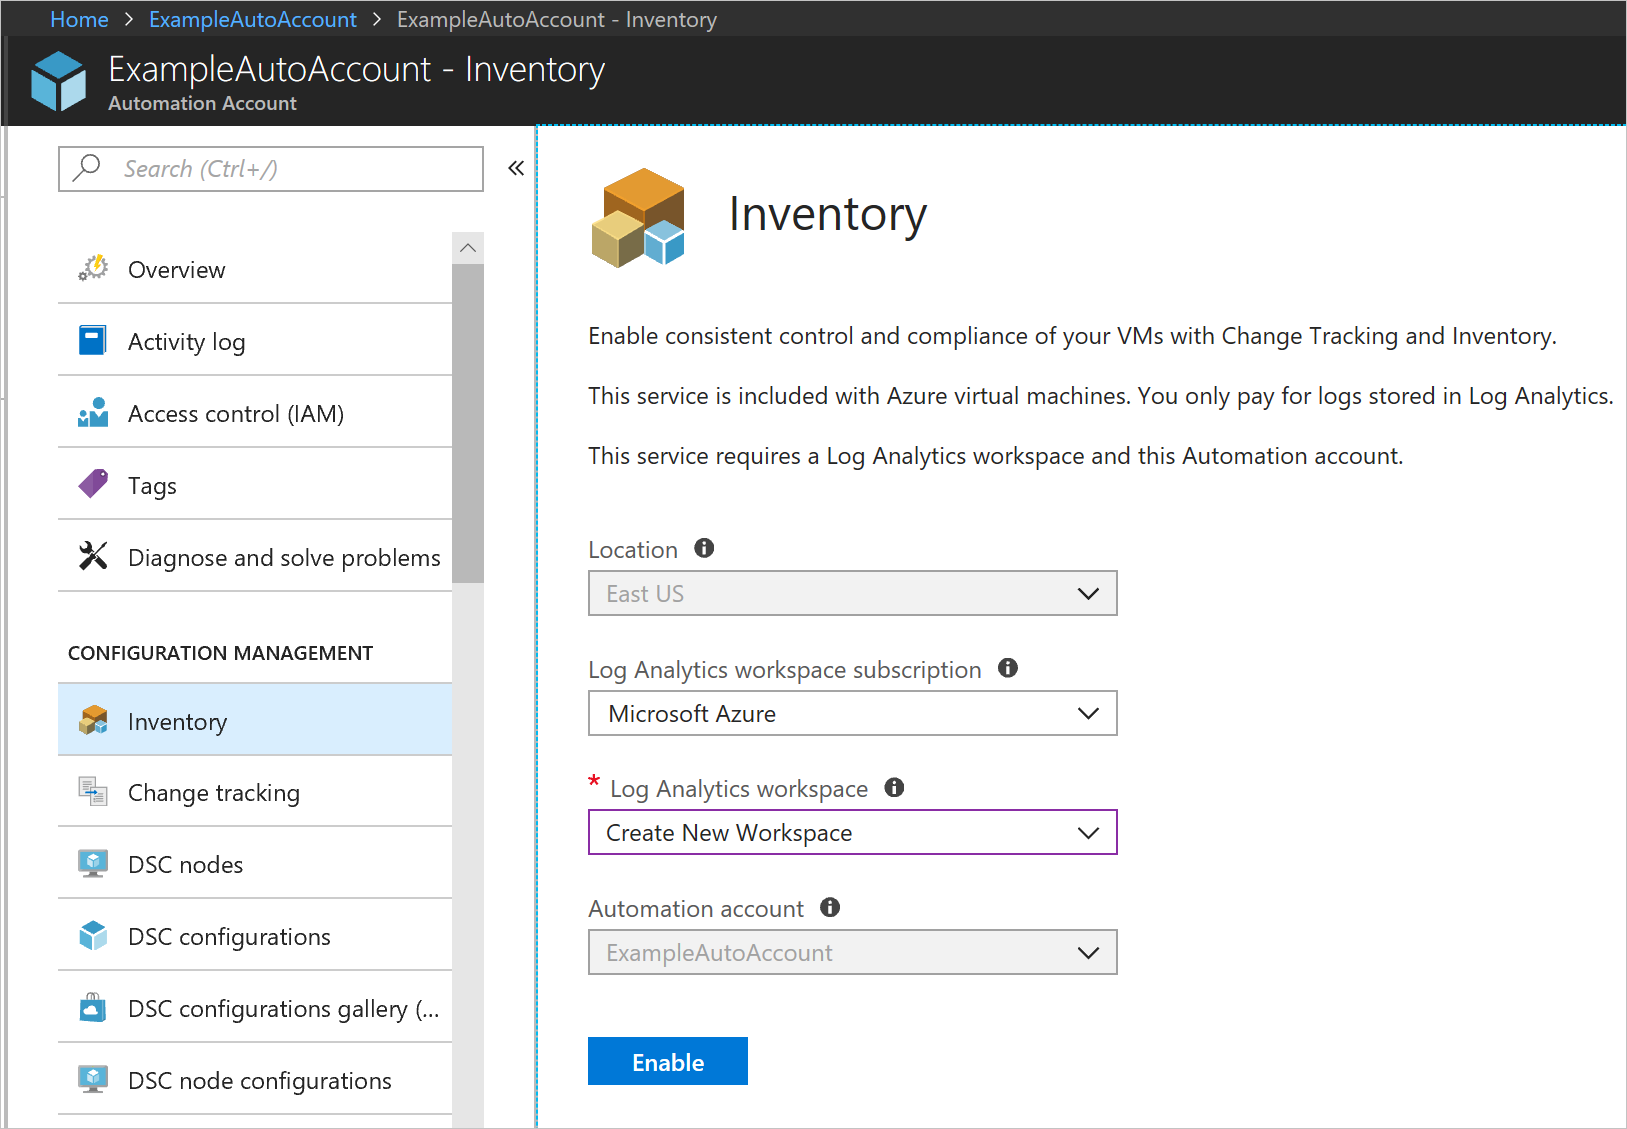 Home > ExampleAutoAccount > ExampleAutoAccount - Inventory
ExampleAutoAccount - Inventory
Automation Account
Search (Ctrl+/)
Overview
Activity log
Access control (IAM)
Tags
Diagnose and solve problems
CONFIGURATION MANAGEMENT
Inventory
Change tracking
DSC nodes
DSC configurations
DSC configurations gallery (...
DSC node configurations
Inventory
Enable consistent control and compliance of your VMs with Change Tracking and Inventory.
This service is included with Azure virtual machines. You only pay for logs stored in Log Analytics.
This service requires a Log Analytics workspace and this Automation account.
Location
East US
Log Analytics workspace subscription
Microsoft Azure
* Log Analytics workspace
Create New Workspace
Automation account
ExampleAutoAccount
Enable